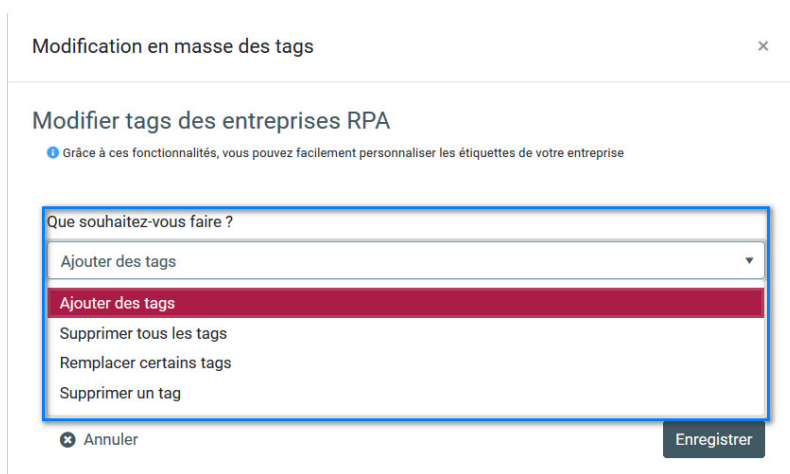 Modification en masse des tags
×
Modifier tags des entreprises RPA
Grâce à ces fonctionnalités, vous pouvez facilement personnaliser les étiquettes de votre entreprise
Que souhaitez-vous faire ?
Ajouter des tags
Ajouter des tags
Supprimer tous les tags
Remplacer certains tags
Supprimer un tag
Annuler
Enregistrer